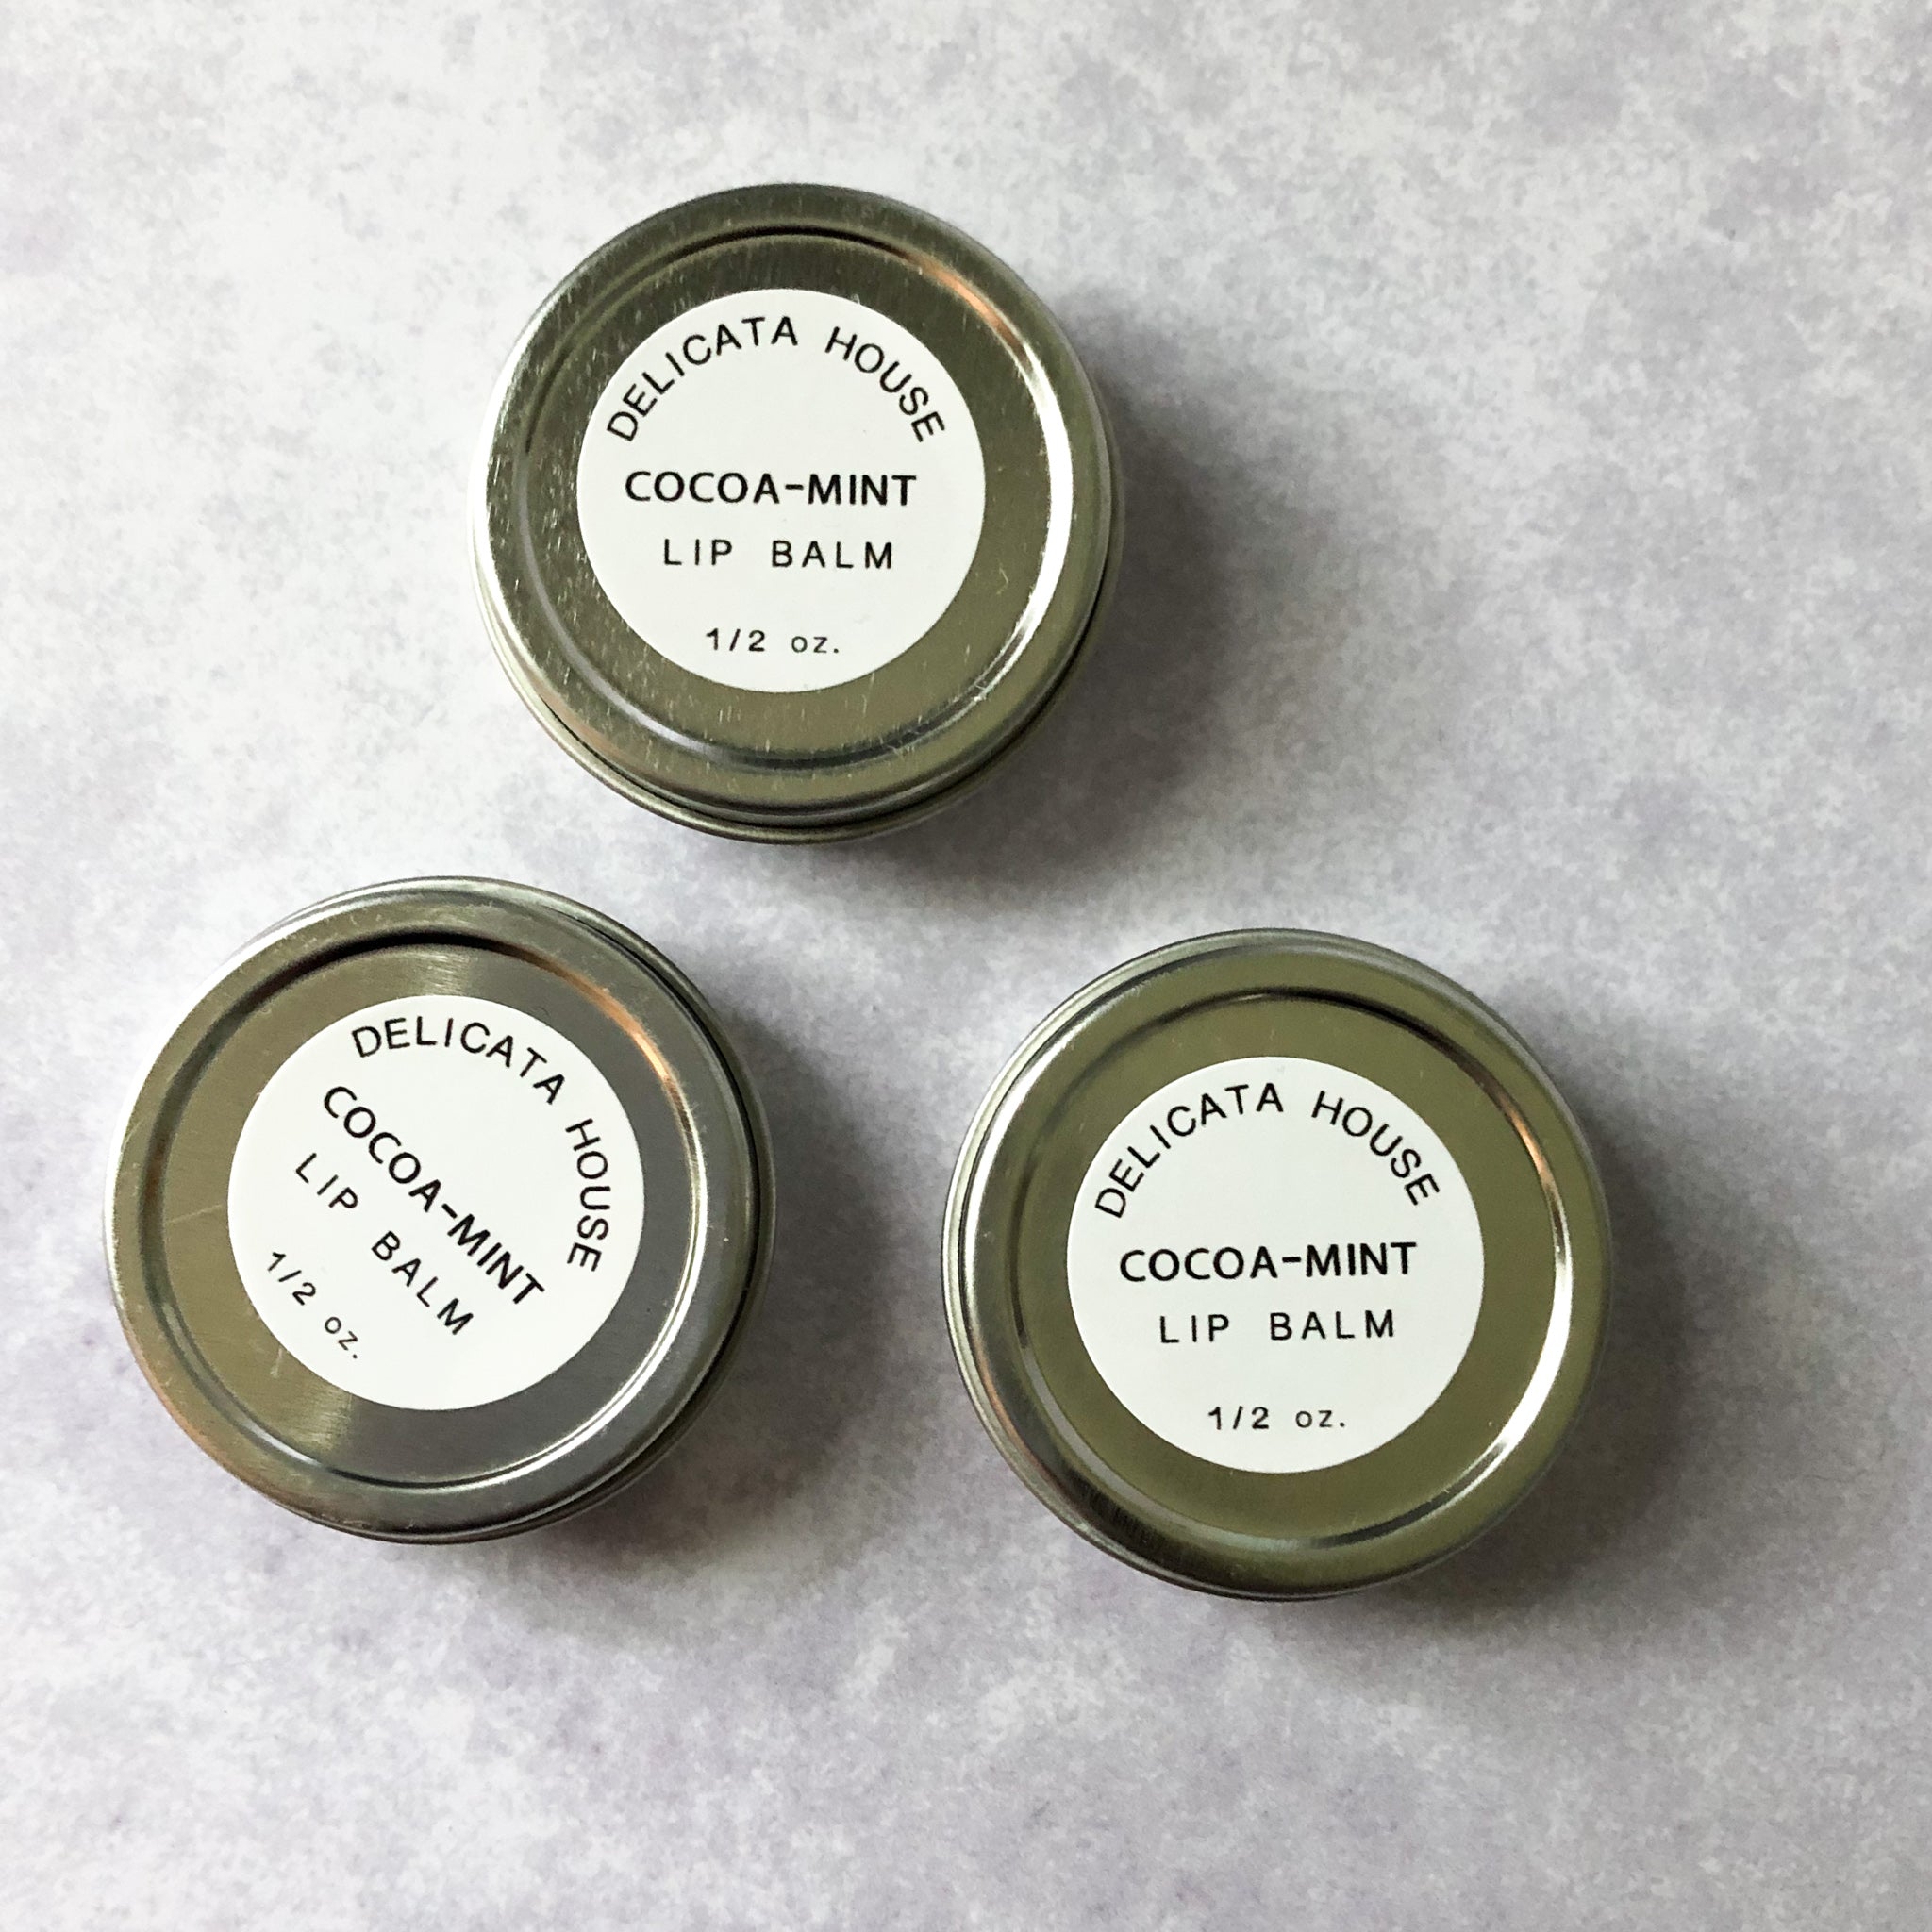 DELICATA HOUSE
COCOA-MINT
LIP BALM
1/2 oz.
DELICATA HOUSE
COCOA-MINT
LIP BALM
1/2 oz.
DELICATA HOUSE
COCOA-MINT
LIP BALM
1/2 oz.